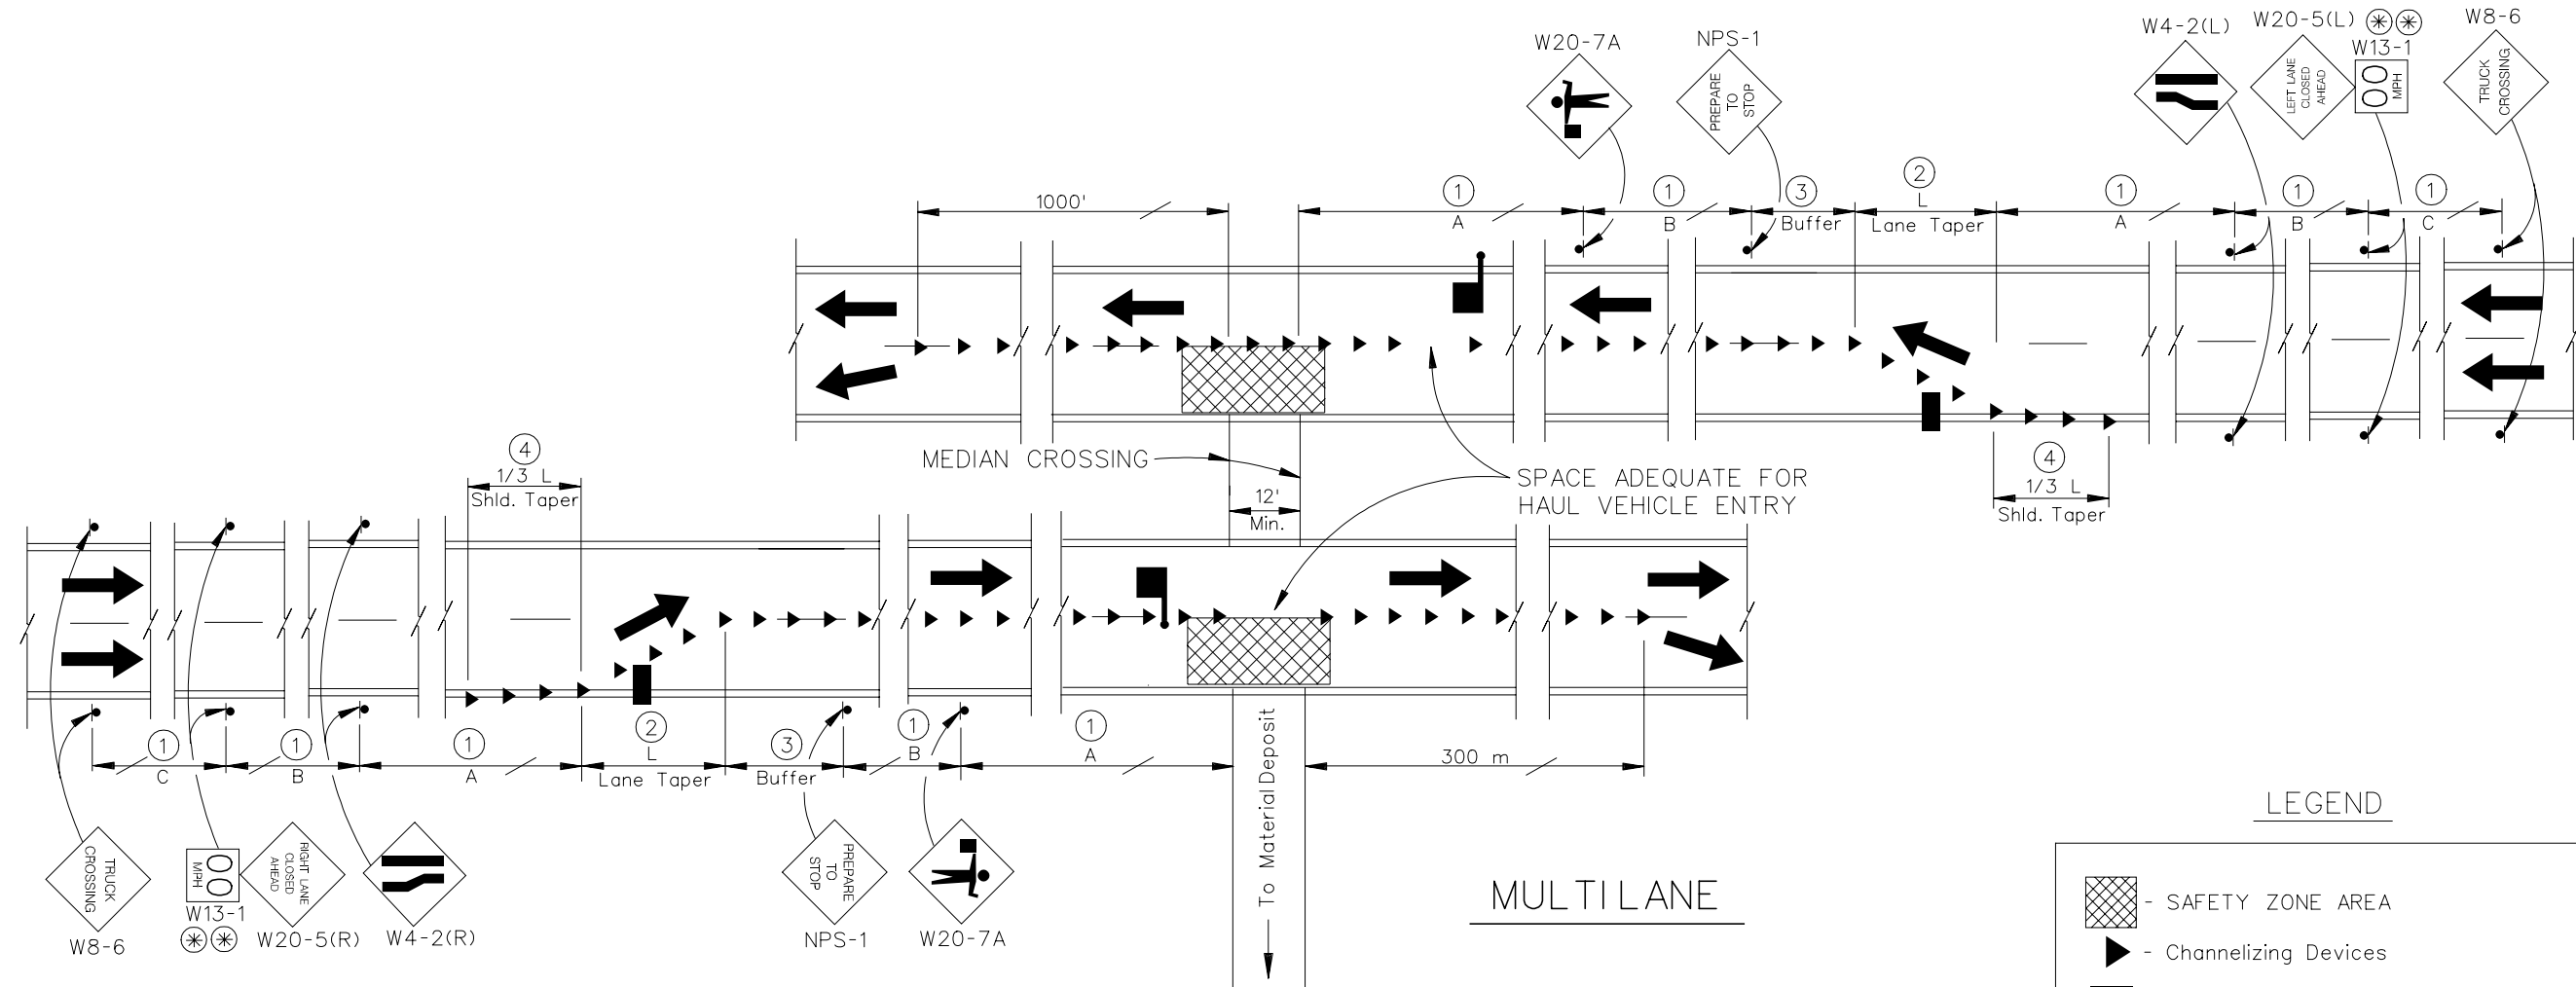 W20-7A
NPS-1
PREPARE
TO
STOP
W4-2(L)
W20-5(L)
W13-1
LEFT LANE
CLOSED
AHEAD
00
MPH
W8-6
TRUCK
CROSSING
1000'
1
A
1
B
3
Buffer
2
L
Lane Taper
1
A
1
B
1
C
MEDIAN CROSSING
12'
Min.
SPACE ADEQUATE FOR
HAUL VEHICLE ENTRY
4
1/3 L
Shld. Taper
4
1/3 L
Shld. Taper
1
C
1
B
1
A
2
L
Lane Taper
3
Buffer
1
B
1
A
300 m
To Material Deposit
TRUCK
CROSSING
W8-6
00
MPH
W13-1
RIGHT LANE
CLOSED
AHEAD
W20-5(R)
W4-2(R)
PREPARE
TO
STOP
NPS-1
W20-7A
MULTILANE
LEGEND
- SAFETY ZONE AREA
- Channelizing Devices